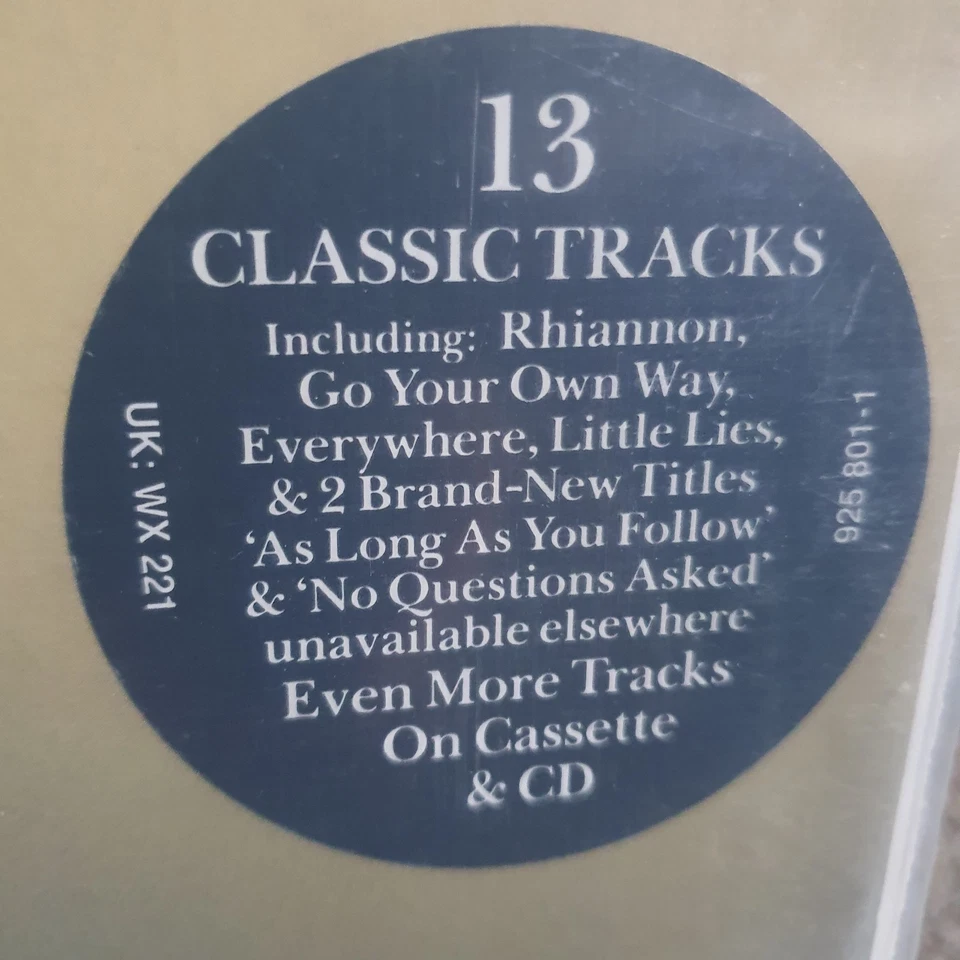 13
CLASSIC TRACKS
Including: Rhiannon,
Go Your Own Way,
Everywhere, Little Lies,
& 2 Brand-New Titles
‘As Long As You Follow’
& ‘No Questions Asked’
unavailable elsewhere
Even More Tracks
On Cassette
& CD
UK: WX 221
925 801-1